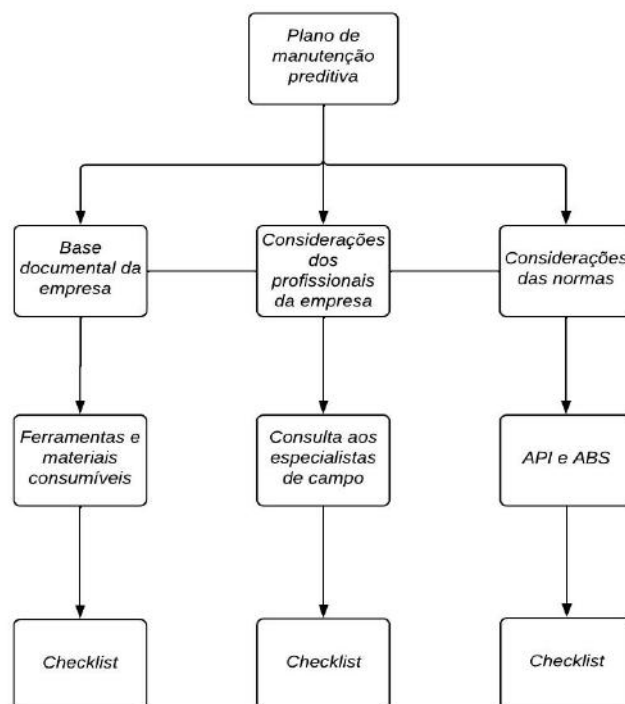 Plano de
manutenção
preditiva
Base
documental da
empresa
Considerações
dos
profissionais
da empresa
Considerações
das normas
Ferramentas e
materiais
consumíveis
Consulta aos
especialistas
de campo
API e ABS
Checklist
Checklist
Checklist